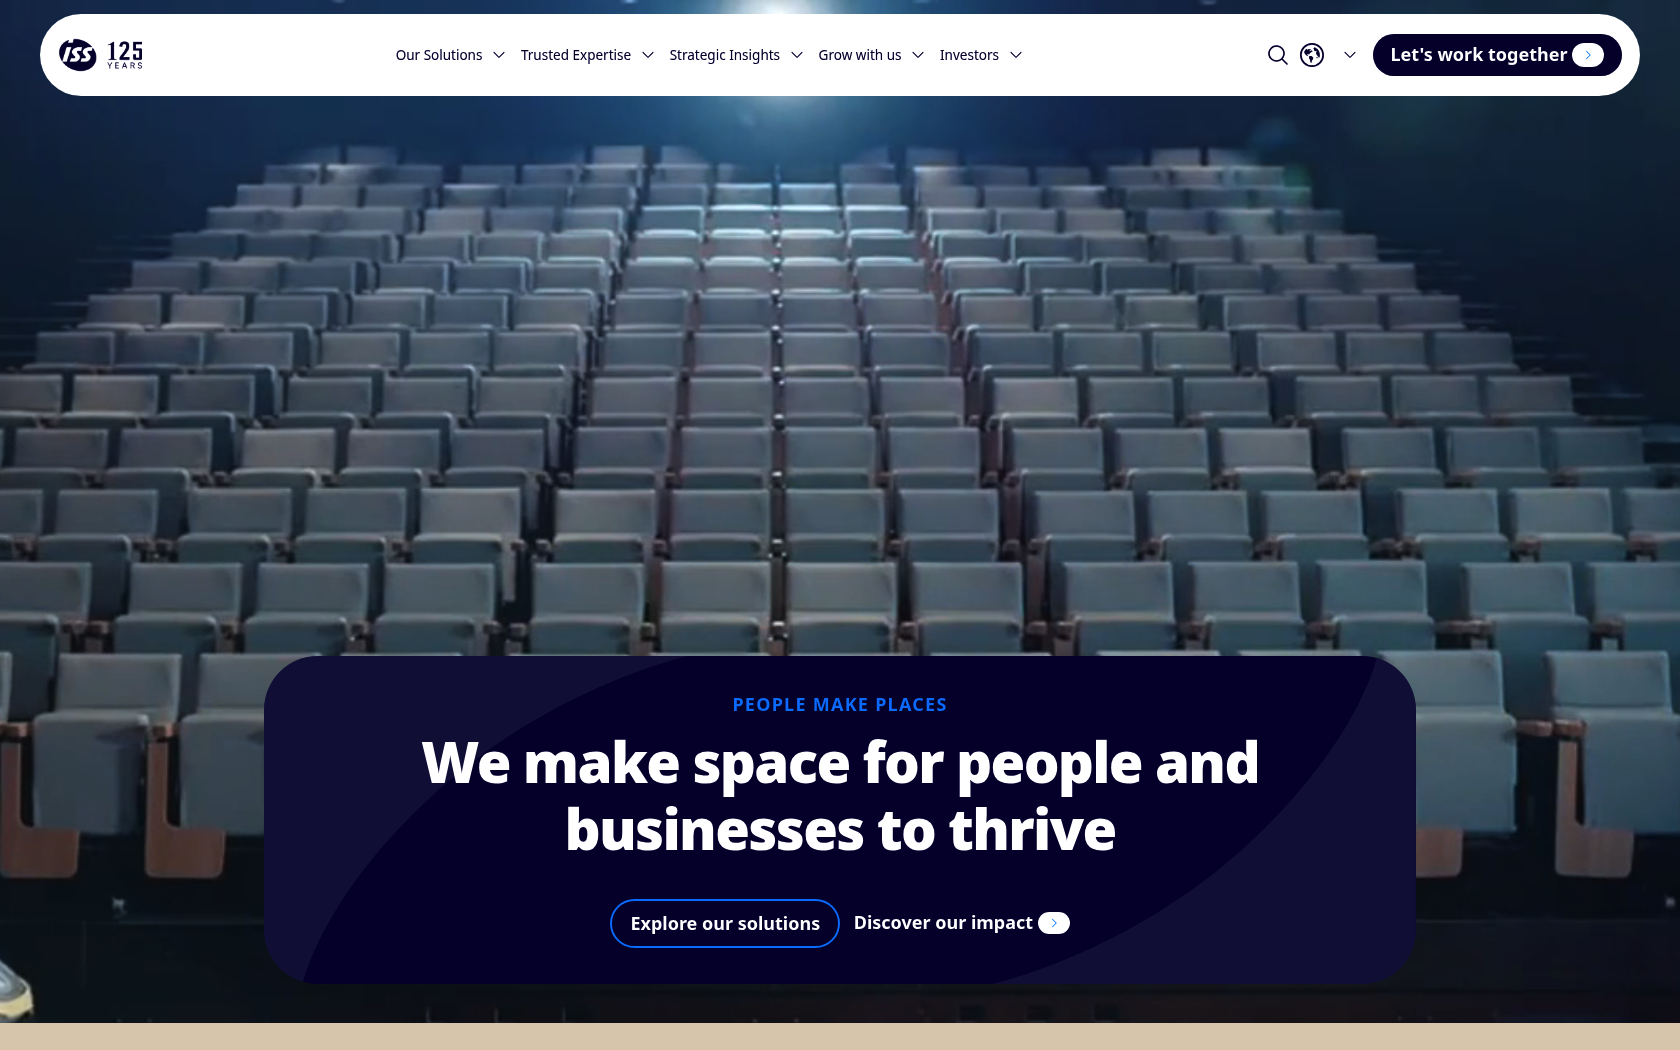 ISS 125 YEARS
Our Solutions
Trusted Expertise
Strategic Insights
Grow with us
Investors
Let's work together
PEOPLE MAKE PLACES
We make space for people and
businesses to thrive
Explore our solutions
Discover our impact